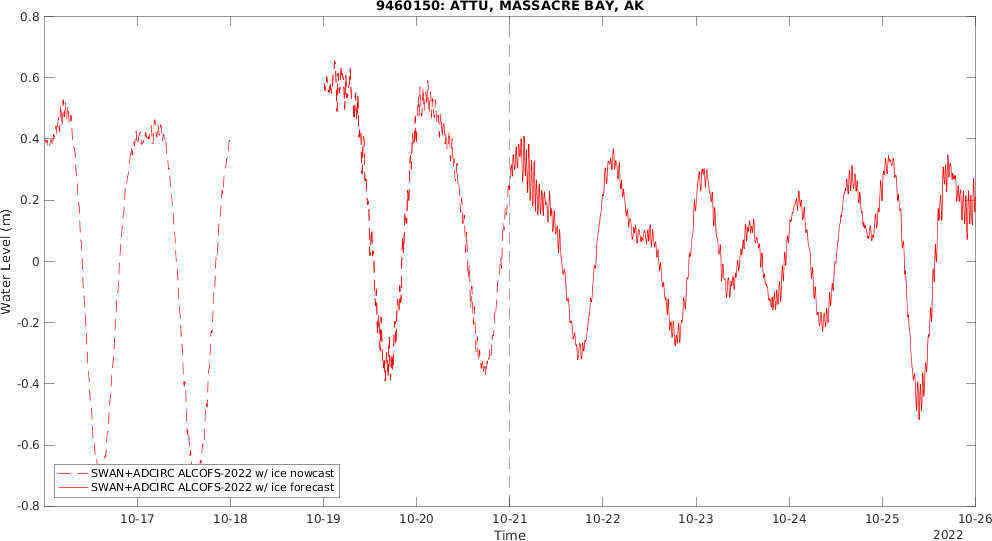 9460150: ATTU, MASSACRE BAY, AK
Water Level (m)
0.8
0.6
0.4
0.2
0
-0.2
-0.4
-0.6
-0.8
SWAN+ADCIRC ALCOFS-2022 w/ ice nowcast
SWAN+ADCIRC ALCOFS-2022 w/ ice forecast
10-17 10-18 10-19 10-20 10-21 10-22 10-23 10-24 10-25 10-26
Time
2022